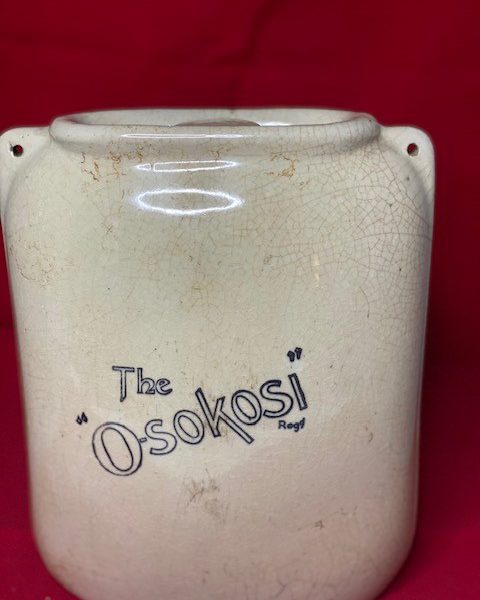 The
"O-sokosi"
Regd